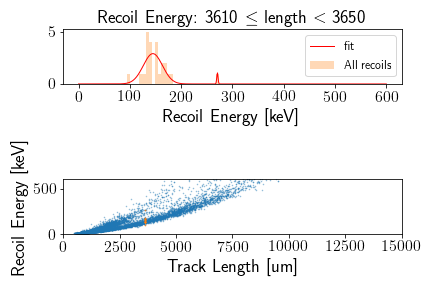 Recoil Energy: 3610 ≤ length < 3650
5
0
fit
All recoils
0 100 200 300 400 500 600
Recoil Energy [keV]
Recoil Energy [keV]
500
0
0 2500 5000 7500 10000 12500 15000
Track Length [um]